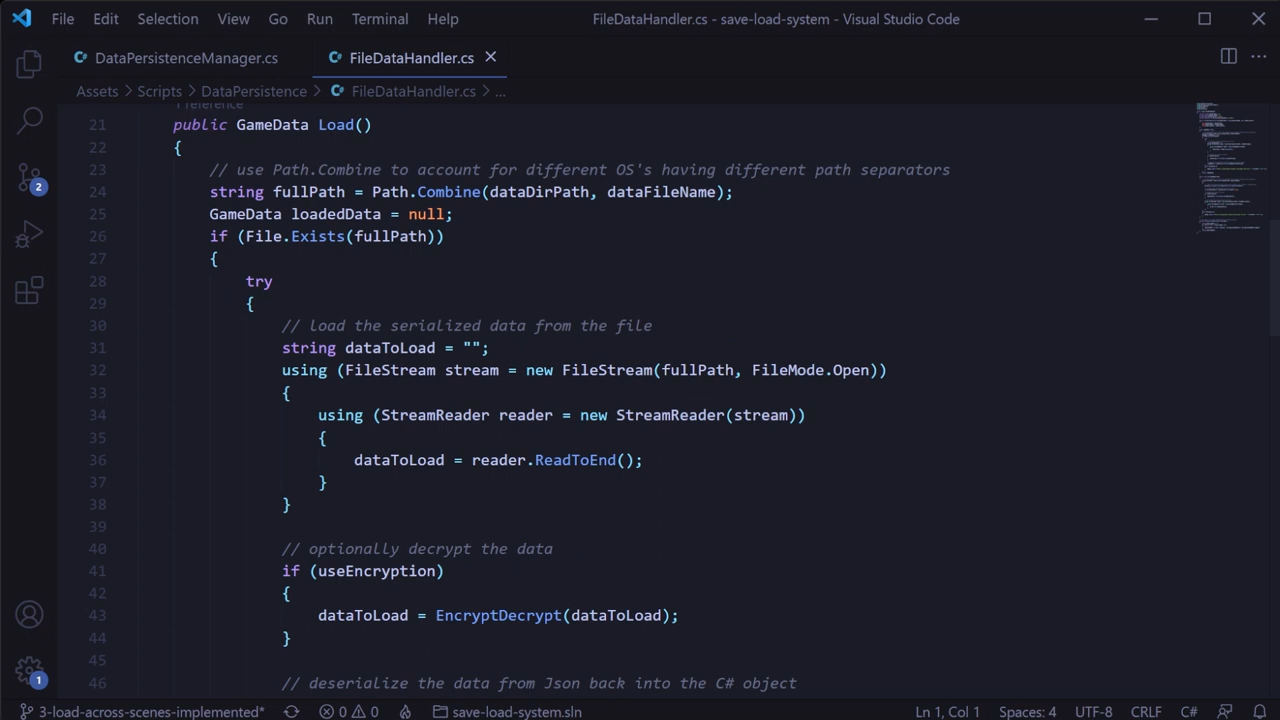 File Edit Selection View Go Run Terminal Help FileDataHandler.cs - save-load-system - Visual Studio Code
DataPersistenceManager.cs FileDataHandler.cs
Assets > Scripts > DataPersistence > FileDataHandler.cs > ...
1 reference
21 public GameData Load()
22 {
23 // use Path.Combine to account for different OS's having different path separators
24 string fullPath = Path.Combine(dataDirPath, dataFileName);
25 GameData loadedData = null;
26 if (File.Exists(fullPath))
27 {
28 try
29 {
30 // load the serialized data from the file
31 string dataToLoad = "";
32 using (FileStream stream = new FileStream(fullPath, FileMode.Open))
33 {
34 using (StreamReader reader = new StreamReader(stream))
35 {
36 dataToLoad = reader.ReadToEnd();
37 }
38 }
39
40 // optionally decrypt the data
41 if (useEncryption)
42 {
43 dataToLoad = EncryptDecrypt(dataToLoad);
44 }
45
46 // deserialize the data from Json back into the C# object
2
1
3-load-across-scenes-implemented* 0 0 save-load-system.sln Ln 1, Col 1 Spaces: 4 UTF-8 CRLF C#